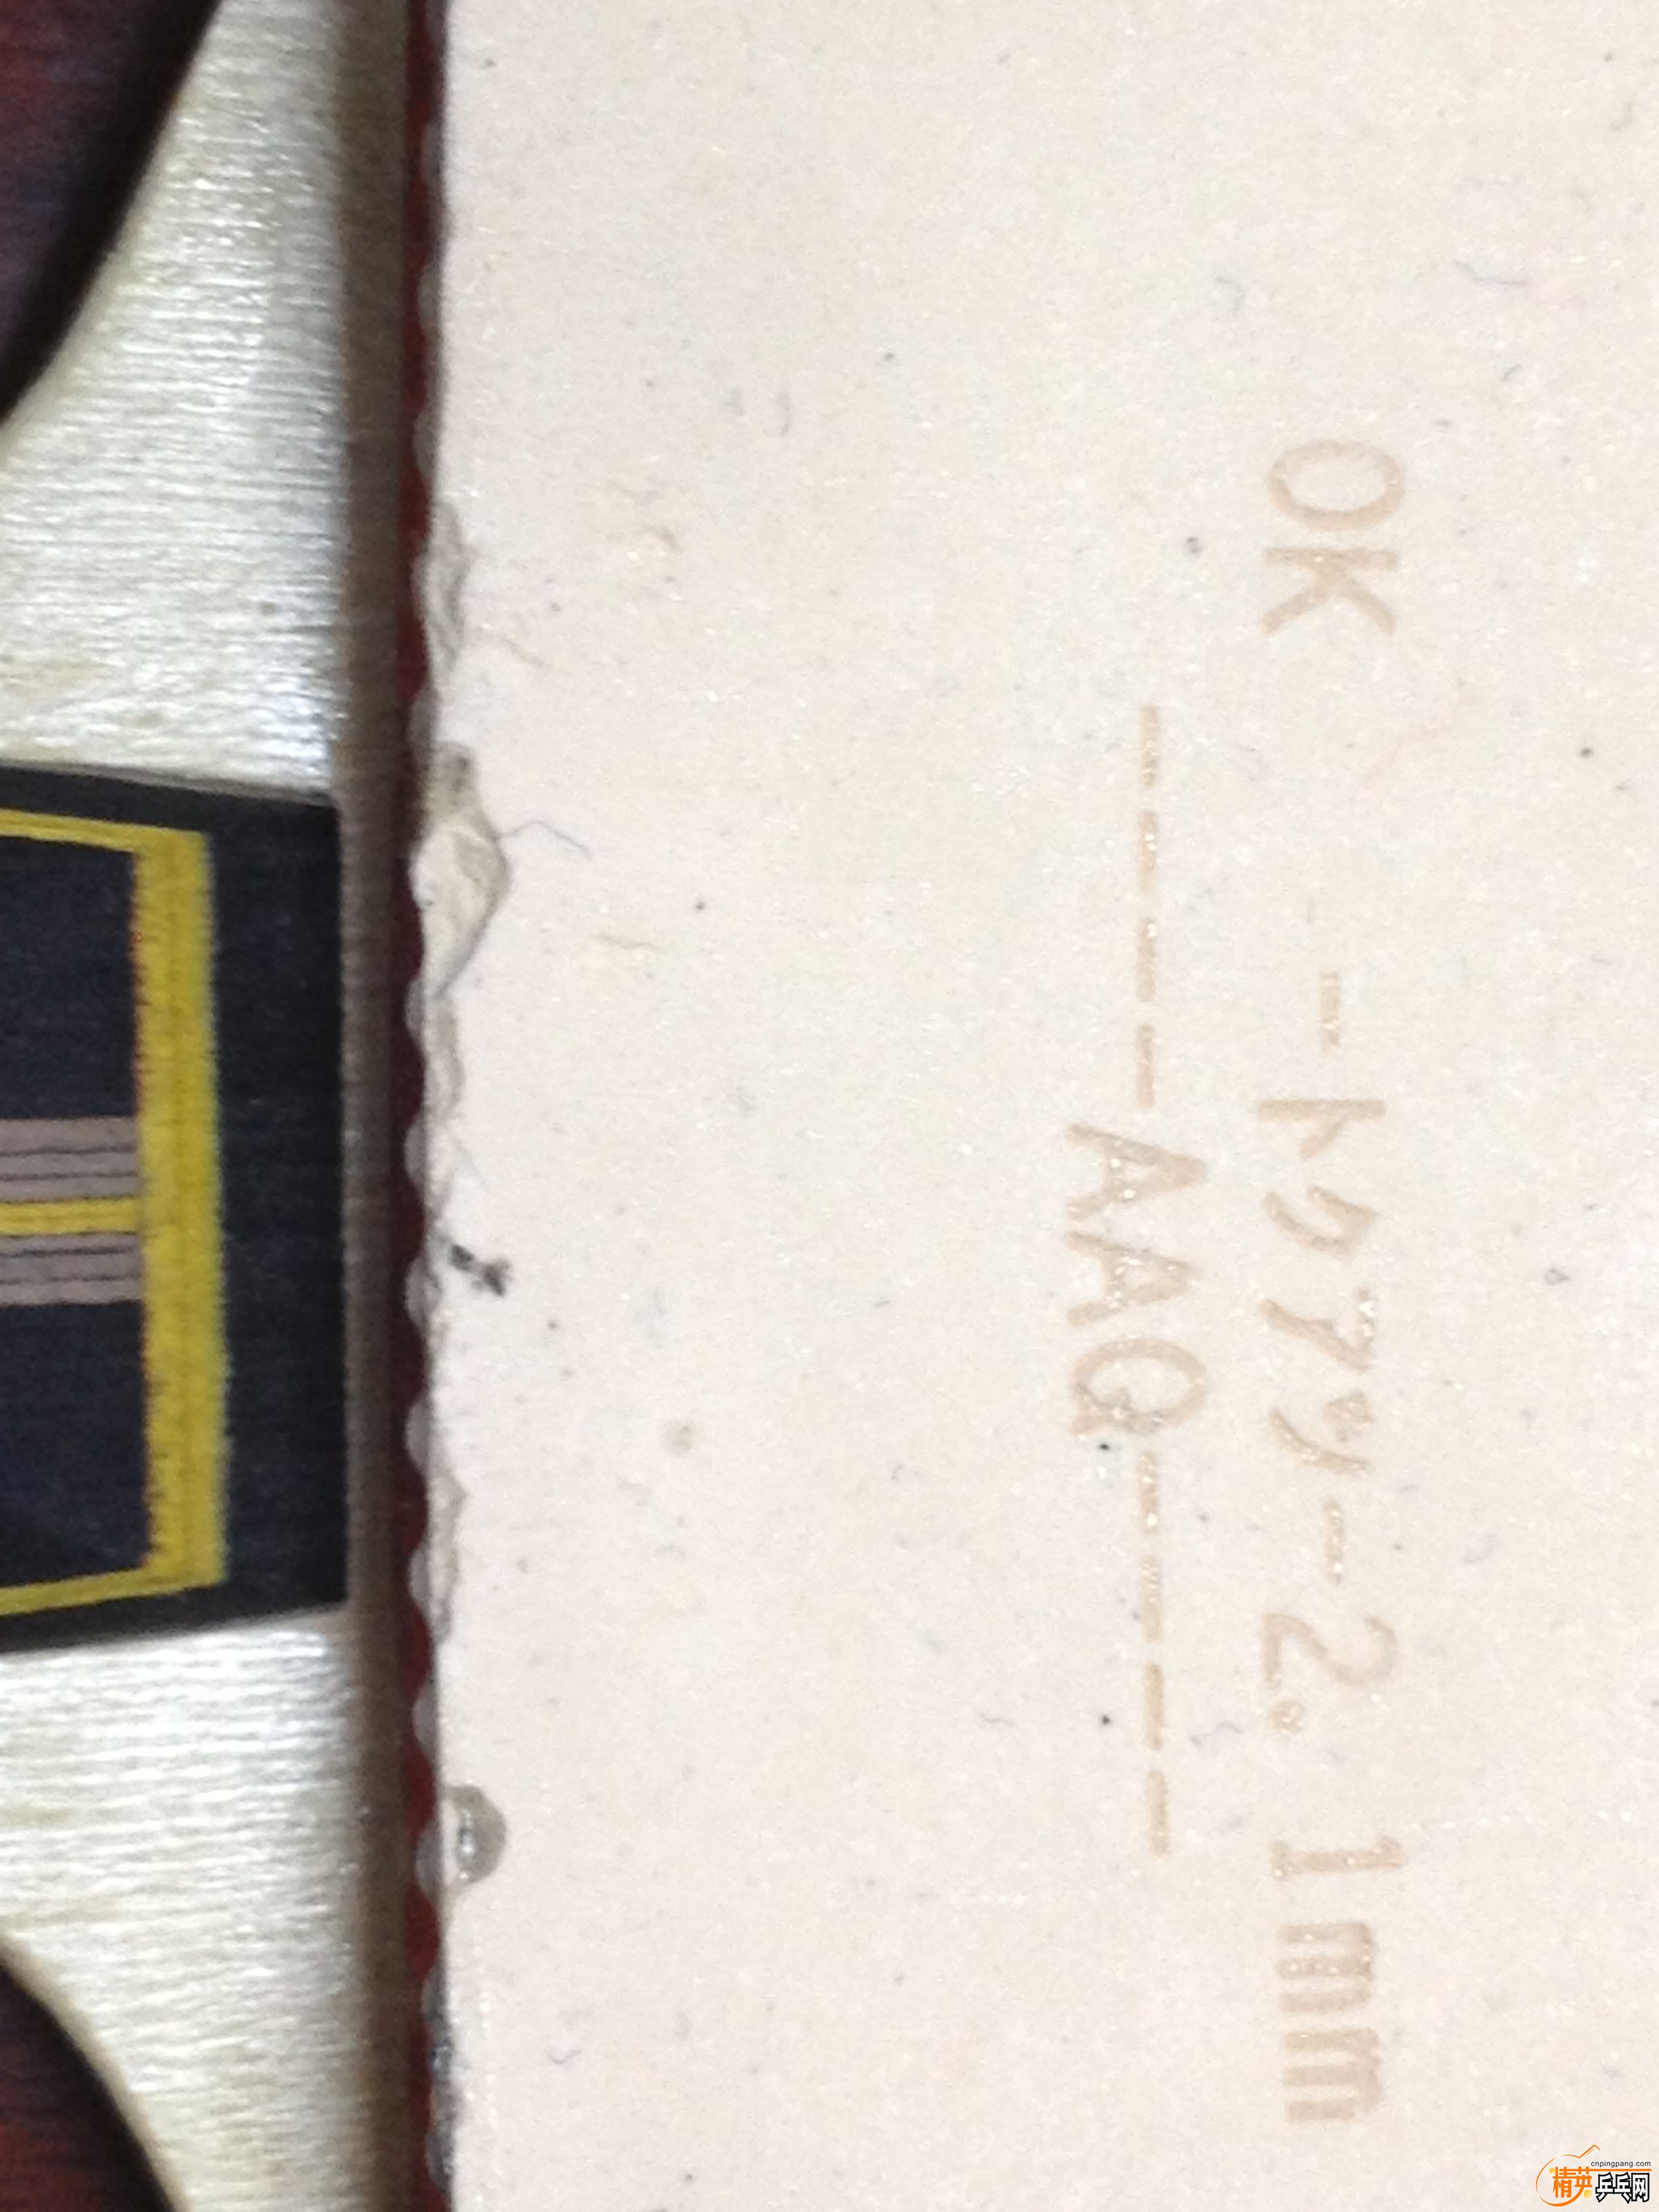 OK -トクアツ-2.1mm
----AAQ----
cnpingpang.com
精英乒乓网